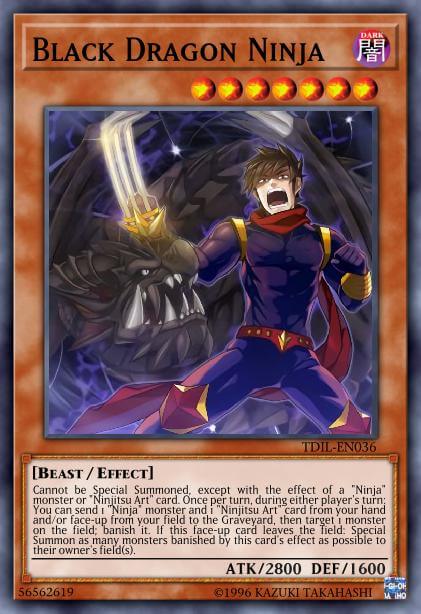 BLACK DRAGON NINJA
DARK
闇
TDIL-EN036
[BEAST / EFFECT]
Cannot be Special Summoned, except with the effect of a "Ninja"
monster or "Ninjitsu Art" card. Once per turn, during either player's turn:
You can send 1 "Ninja" monster and 1 "Ninjitsu Art" card from your hand
and/or face-up from your field to the Graveyard, then target 1 monster
on the field; banish it. If this face-up card leaves the field: Special
Summon as many monsters banished by this card's effect as possible to
their owner's field(s).
ATK/2800 DEF/1600
56562619
©1996 KAZUKI TAKAHASHI